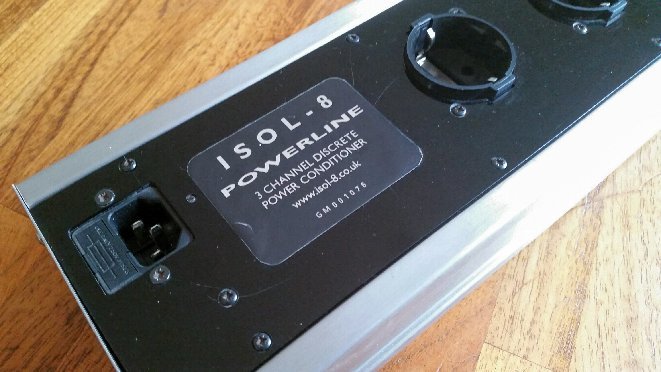 ISOL-8
POWERLINE
3 CHANNEL DISCRETE
POWER CONDITIONER
www.isol-8.co.uk
GM001076